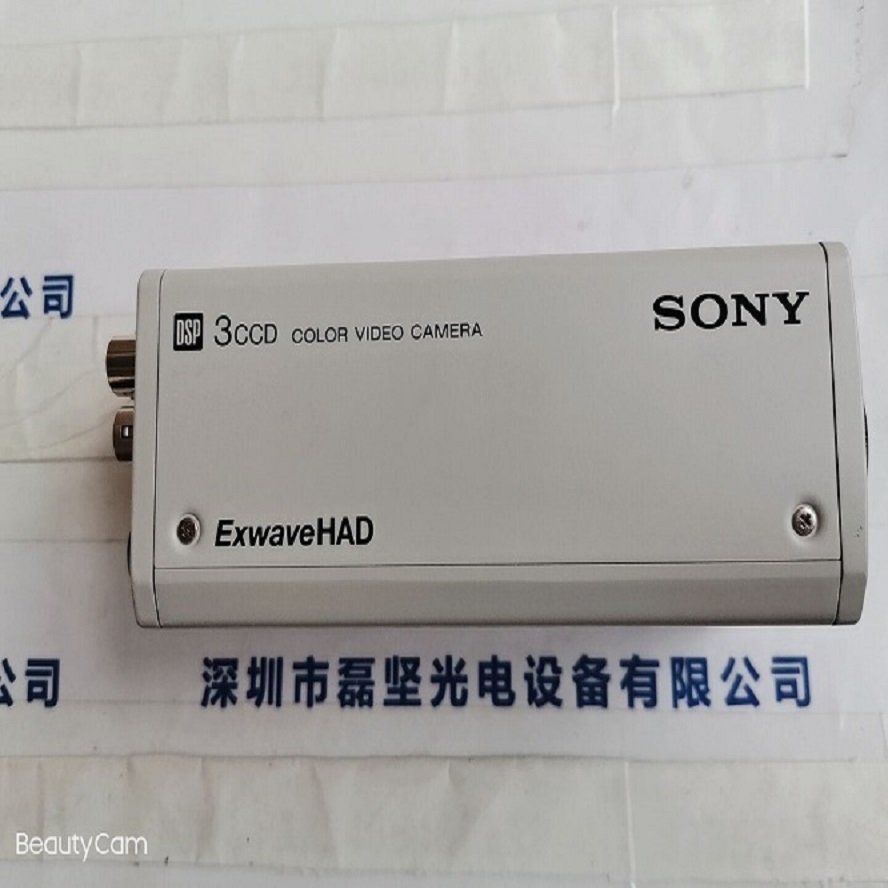 公司
SONY
DSP 3CCD COLOR VIDEO CAMERA
ExwaveHAD
公司
深圳市磊坚光电设备有限公司
BeautyCam